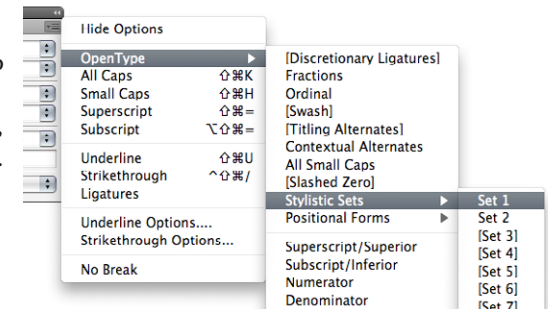 Hide Options
OpenType
All Caps ⇧⌘K
Small Caps ⇧⌘H
Superscript ⇧⌘=
Subscript ⌥⇧⌘=
Underline ⇧⌘U
Strikethrough ^⇧⌘/
Ligatures
Underline Options....
Strikethrough Options...
No Break
[Discretionary Ligatures]
Fractions
Ordinal
[Swash]
[Titling Alternates]
Contextual Alternates
All Small Caps
[Slashed Zero]
Stylistic Sets
Positional Forms
Superscript/Superior
Subscript/Inferior
Numerator
Denominator
Set 1
Set 2
[Set 3]
[Set 4]
[Set 5]
[Set 6]
[Set 7]